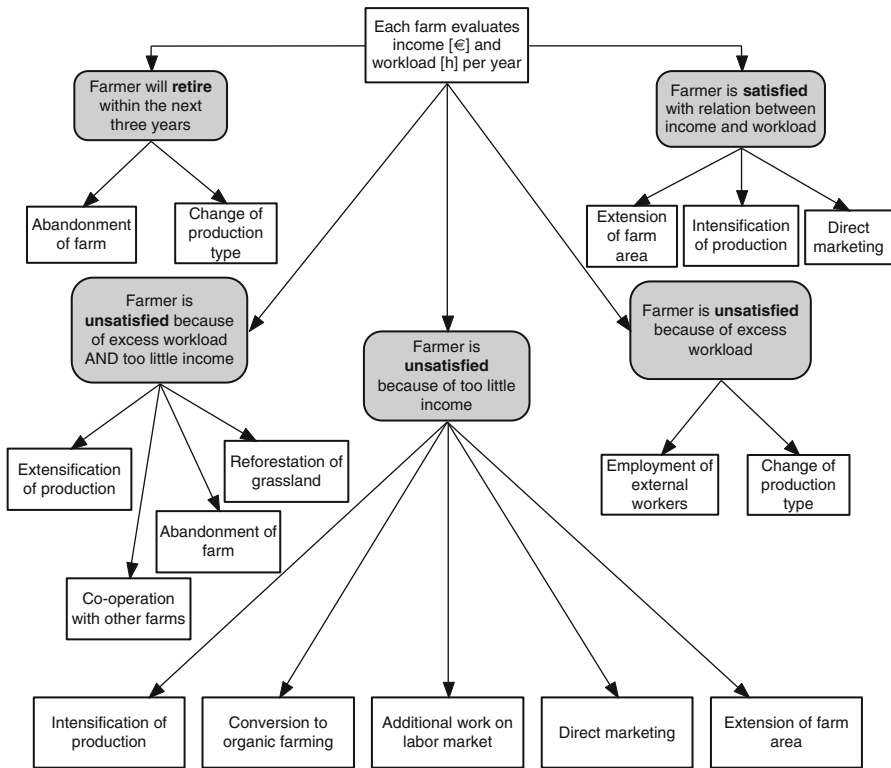 Each farm evaluates
income [€] and
workload [h] per year
Farmer will retire
within the next
three years
Farmer is satisfied
with relation between
income and workload
Abandonment
of farm
Change of
production
type
Extension
of farm
area
Intensification
of production
Direct
marketing
Farmer is
unsatisfied because
of excess workload
AND too little income
Farmer is
unsatisfied
because of too little
income
Farmer is unsatisfied
because of excess
workload
Extensification
of production
Reforestation of
grassland
Abandonment of
farm
Co-operation
with other farms
Employment of
external
workers
Change of
production
type
Intensification of
production
Conversion to
organic farming
Additional work on
labor market
Direct marketing
Extension of farm
area